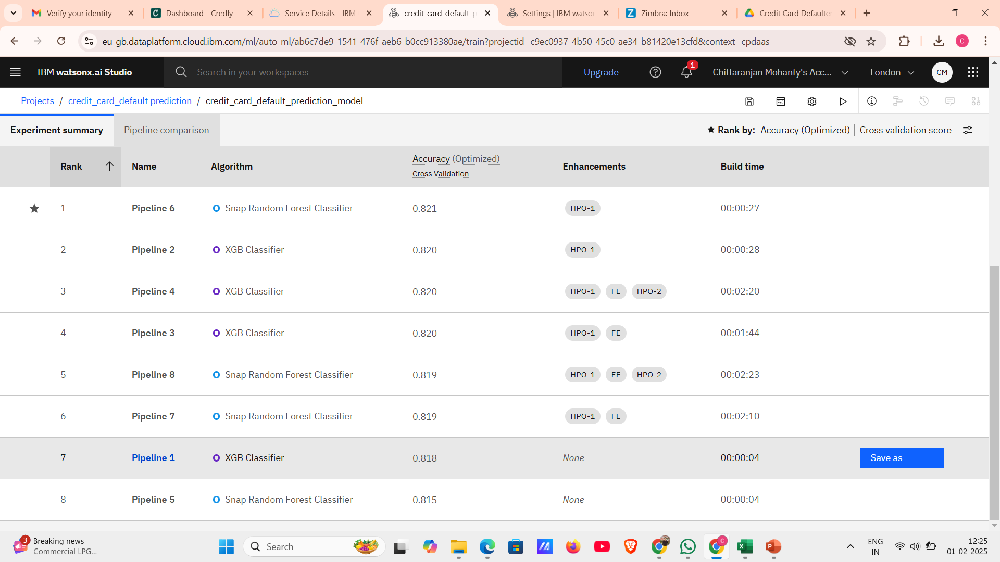 Verify your identity -
Dashboard - Credly
Service Details - IBM
credit_card_default_p
Settings | IBM watson
Zimbra: Inbox
Credit Card Defaulter
eu-gb.dataplatform.cloud.ibm.com/ml/auto-ml/ab6c7de9-1541-476f-aeb6-b0cc913380ae/train?projectid=c9ec0937-4b50-45c0-ae34-b81420e13cfd&context=cpdaas
C
IBM watsonx.ai Studio
Search in your workspaces
Upgrade
1
Chittaranjan Mohanty's Acc...
London
CM
Projects / credit_card_default prediction / credit_card_default_prediction_model
Experiment summary
Pipeline comparison
Rank by: Accuracy (Optimized) | Cross validation score
Rank Name Algorithm Accuracy (Optimized) Enhancements Build time
Cross Validation
1 Pipeline 6 Snap Random Forest Classifier 0.821 HPO-1 00:00:27
2 Pipeline 2 XGB Classifier 0.820 HPO-1 00:00:28
3 Pipeline 4 XGB Classifier 0.820 HPO-1 FE HPO-2 00:02:20
4 Pipeline 3 XGB Classifier 0.820 HPO-1 FE 00:01:44
5 Pipeline 8 Snap Random Forest Classifier 0.819 HPO-1 FE HPO-2 00:02:23
6 Pipeline 7 Snap Random Forest Classifier 0.819 HPO-1 FE 00:02:10
7 Pipeline 1 XGB Classifier 0.818 None 00:00:04 Save as
8 Pipeline 5 Snap Random Forest Classifier 0.815 None 00:00:04
3
Breaking news
Commercial LPG...
Search
C
ENG
IN
12:25
01-02-2025